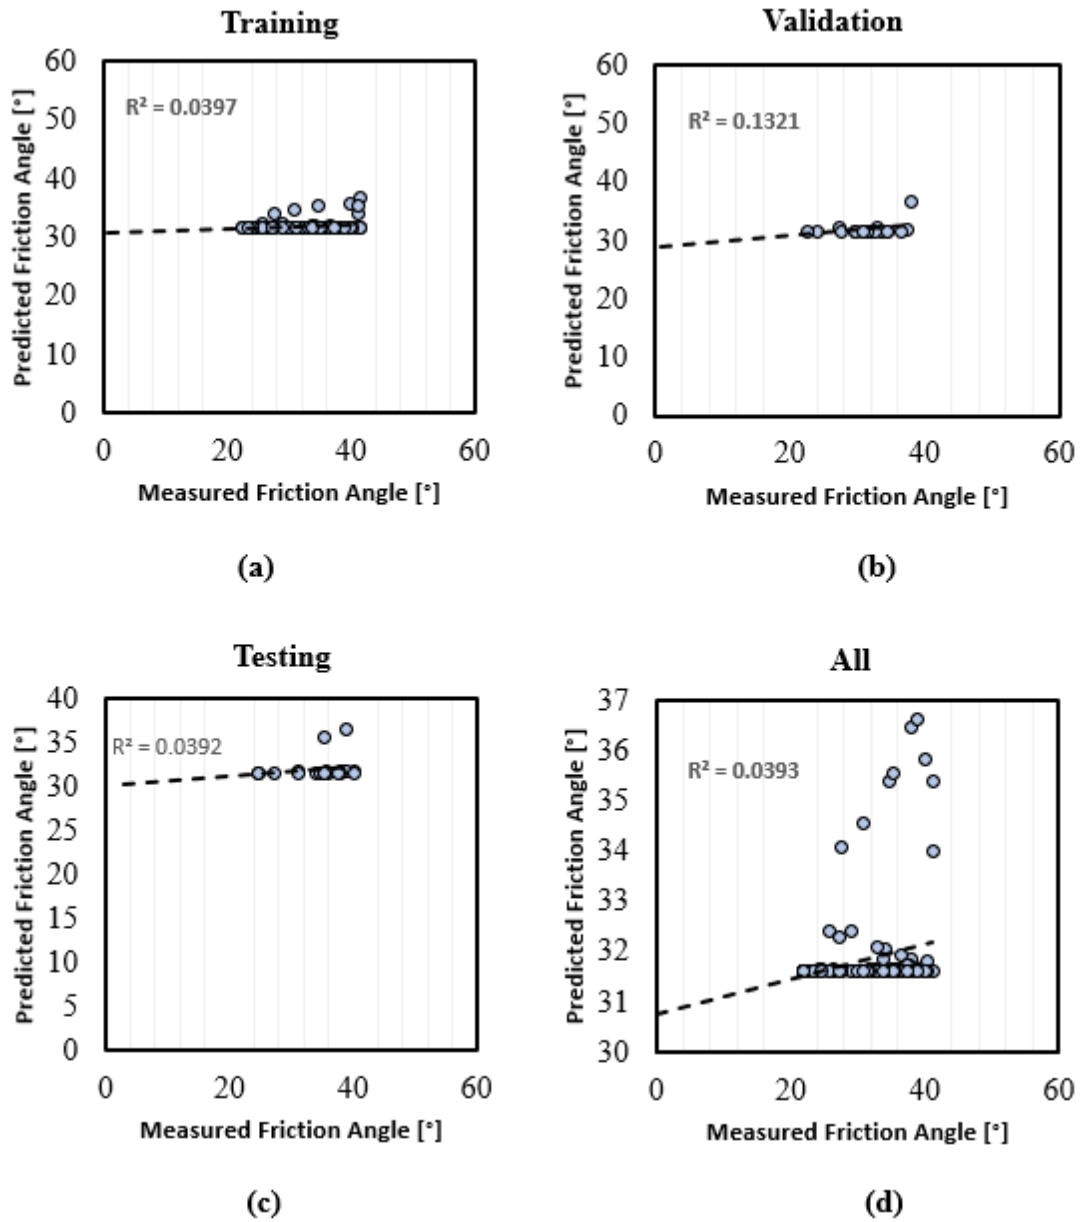 Training
Predicted Friction Angle [°]
60
50
40
30
20
10
0
R² = 0.0397
0 20 40 60
Measured Friction Angle [°]
(a)
Validation
Predicted Friction Angle [°]
60
50
40
30
20
10
0
R² = 0.1321
0 20 40 60
Measured Friction Angle [°]
(b)
Testing
Predicted Friction Angle [°]
40
35
30
25
20
15
10
5
0
R² = 0.0392
0 20 40 60
Measured Friction Angle [°]
(c)
All
Predicted Friction Angle [°]
37
36
35
34
33
32
31
30
R² = 0.0393
0 20 40 60
Measured Friction Angle [°]
(d)